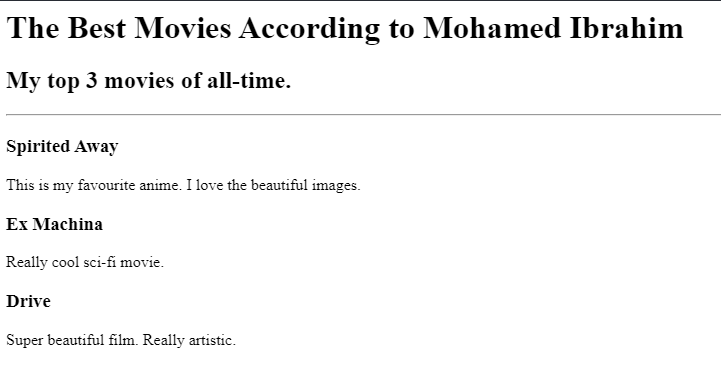 The Best Movies According to Mohamed Ibrahim
My top 3 movies of all-time.
Spirited Away
This is my favourite anime. I love the beautiful images.
Ex Machina
Really cool sci-fi movie.
Drive
Super beautiful film. Really artistic.